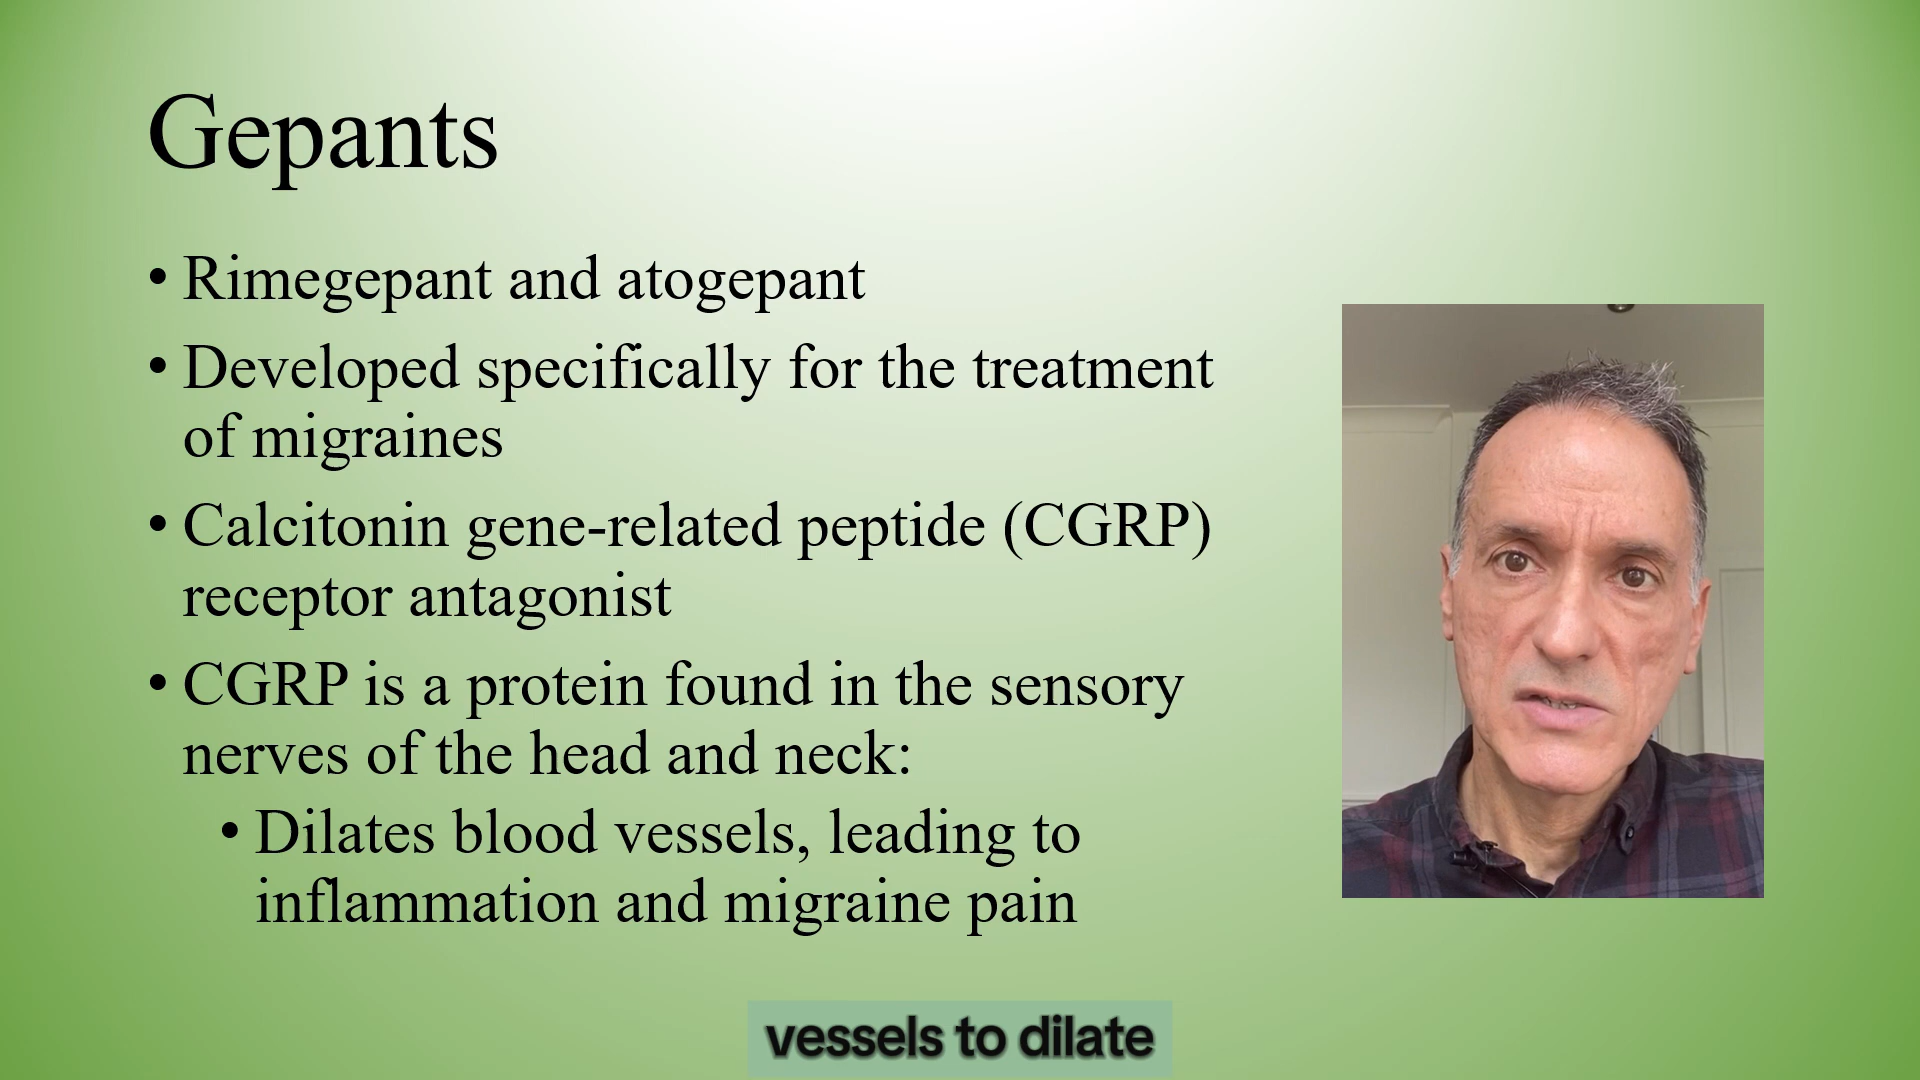 Gepants
• Rimegepant and atogepant
• Developed specifically for the treatment
of migraines
• Calcitonin gene-related peptide (CGRP)
receptor antagonist
• CGRP is a protein found in the sensory
nerves of the head and neck:
• Dilates blood vessels, leading to
inflammation and migraine pain
vessels to dilate